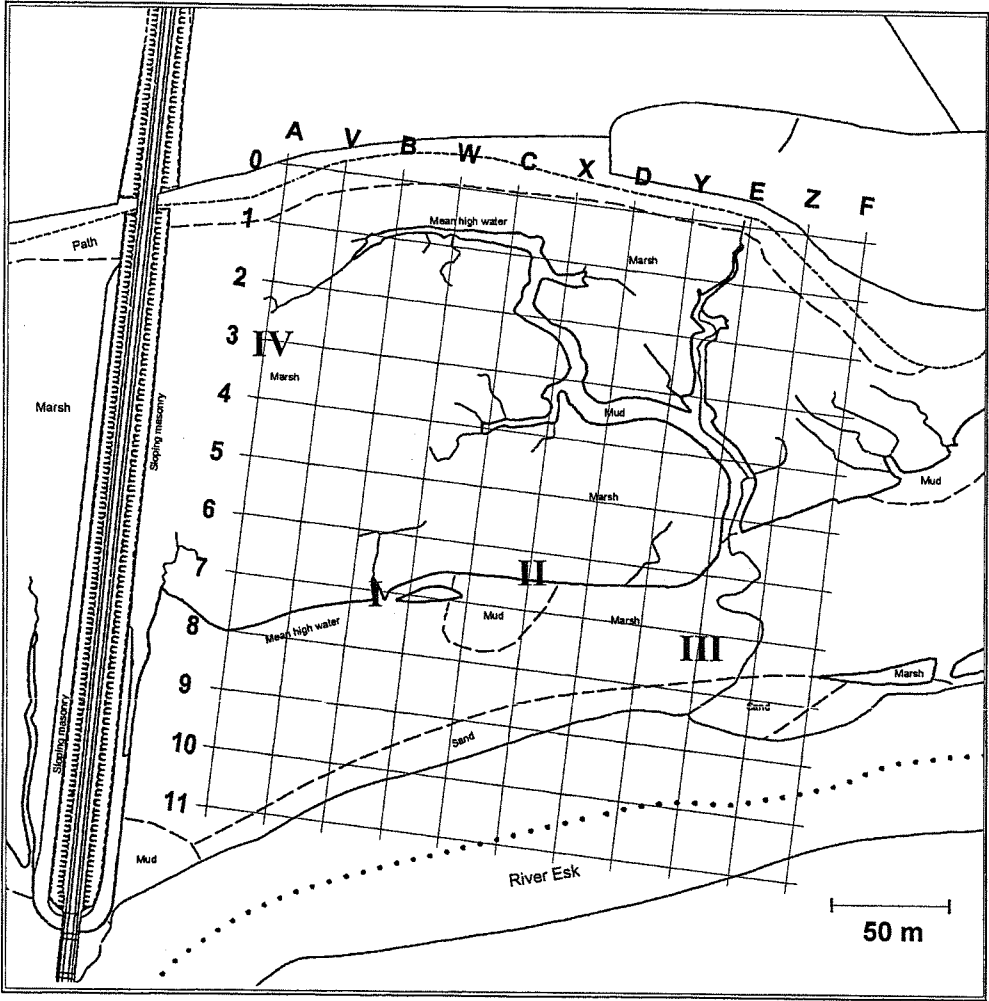 A V B W C X D Y E Z F
0
1
2
3
4
5
6
7
8
9
10
11
Path
Mean high water
Marsh
IV
Marsh
Marsh
Sloping masonry
Mud
Marsh
Mud
I
II
Mud
Marsh
Mean high water
III
Marsh
Sand
Sand
Sloping masonry
Mud
River Esk
50 m